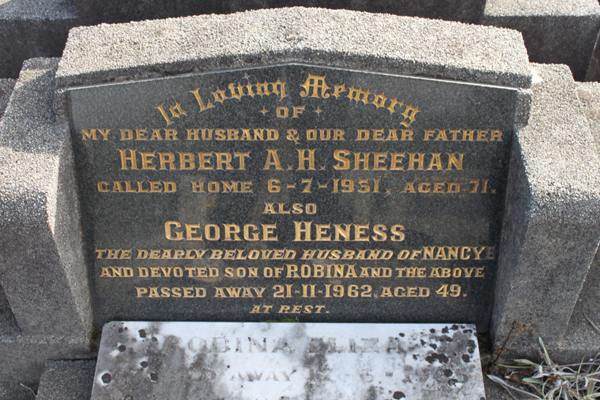 In Loving Memory
OF
MY DEAR HUSBAND & OUR DEAR FATHER
HERBERT A. H. SHEEHAN
CALLED HOME 6-7-1951, AGED 71.
ALSO
GEORGE HENESS
THE DEARLY BELOVED HUSBAND OF NANCYE
AND DEVOTED SON OF ROBINA AND THE ABOVE
PASSED AWAY 21-11-1962, AGED 49.
AT REST.
ROBINA
AWAY